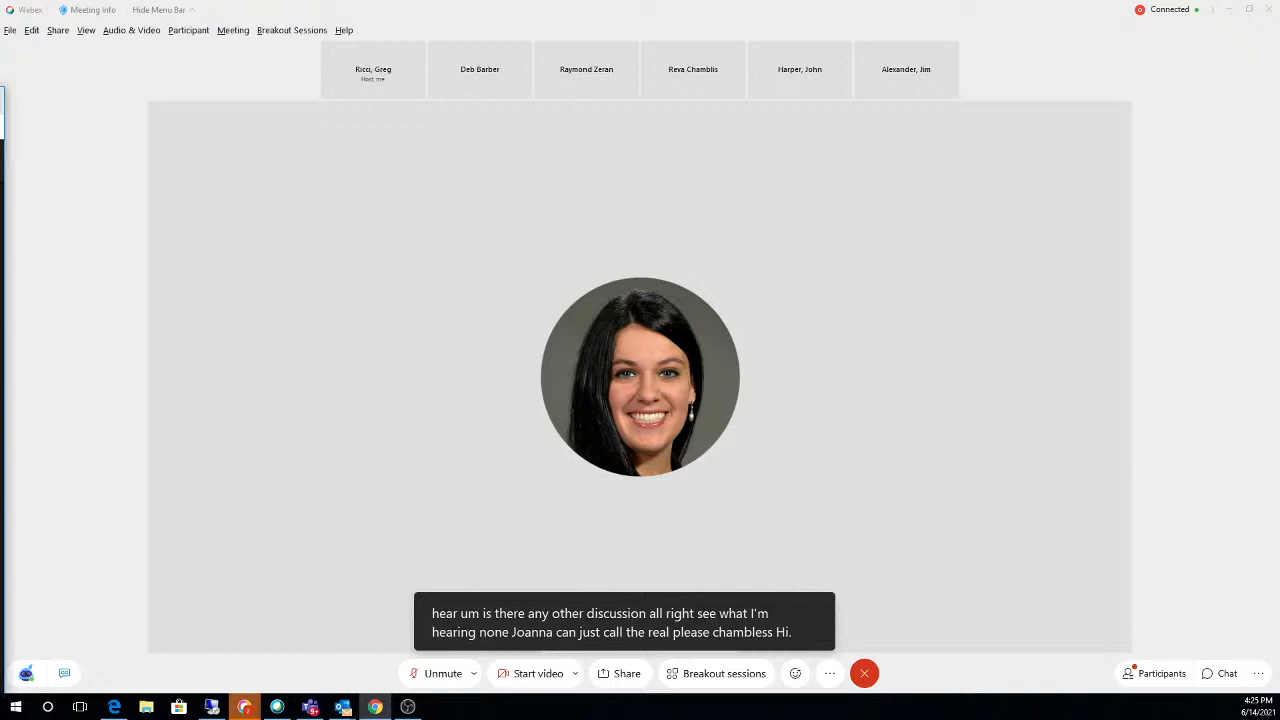 Webex Meeting Info Hide Menu Bar Connected
File Edit Share View Audio & Video Participant Meeting Breakout Sessions Help
Ricci, Greg Deb Barber Raymond Zeran Reva Chamblis Harper, John Alexander, Jim
Host, me
hear um is there any other discussion all right see what I'm
hearing none Joanna can just call the real please chambless Hi.
Unmute Start video Share Breakout sessions Participants Chat
4:25 PM
6/14/2021